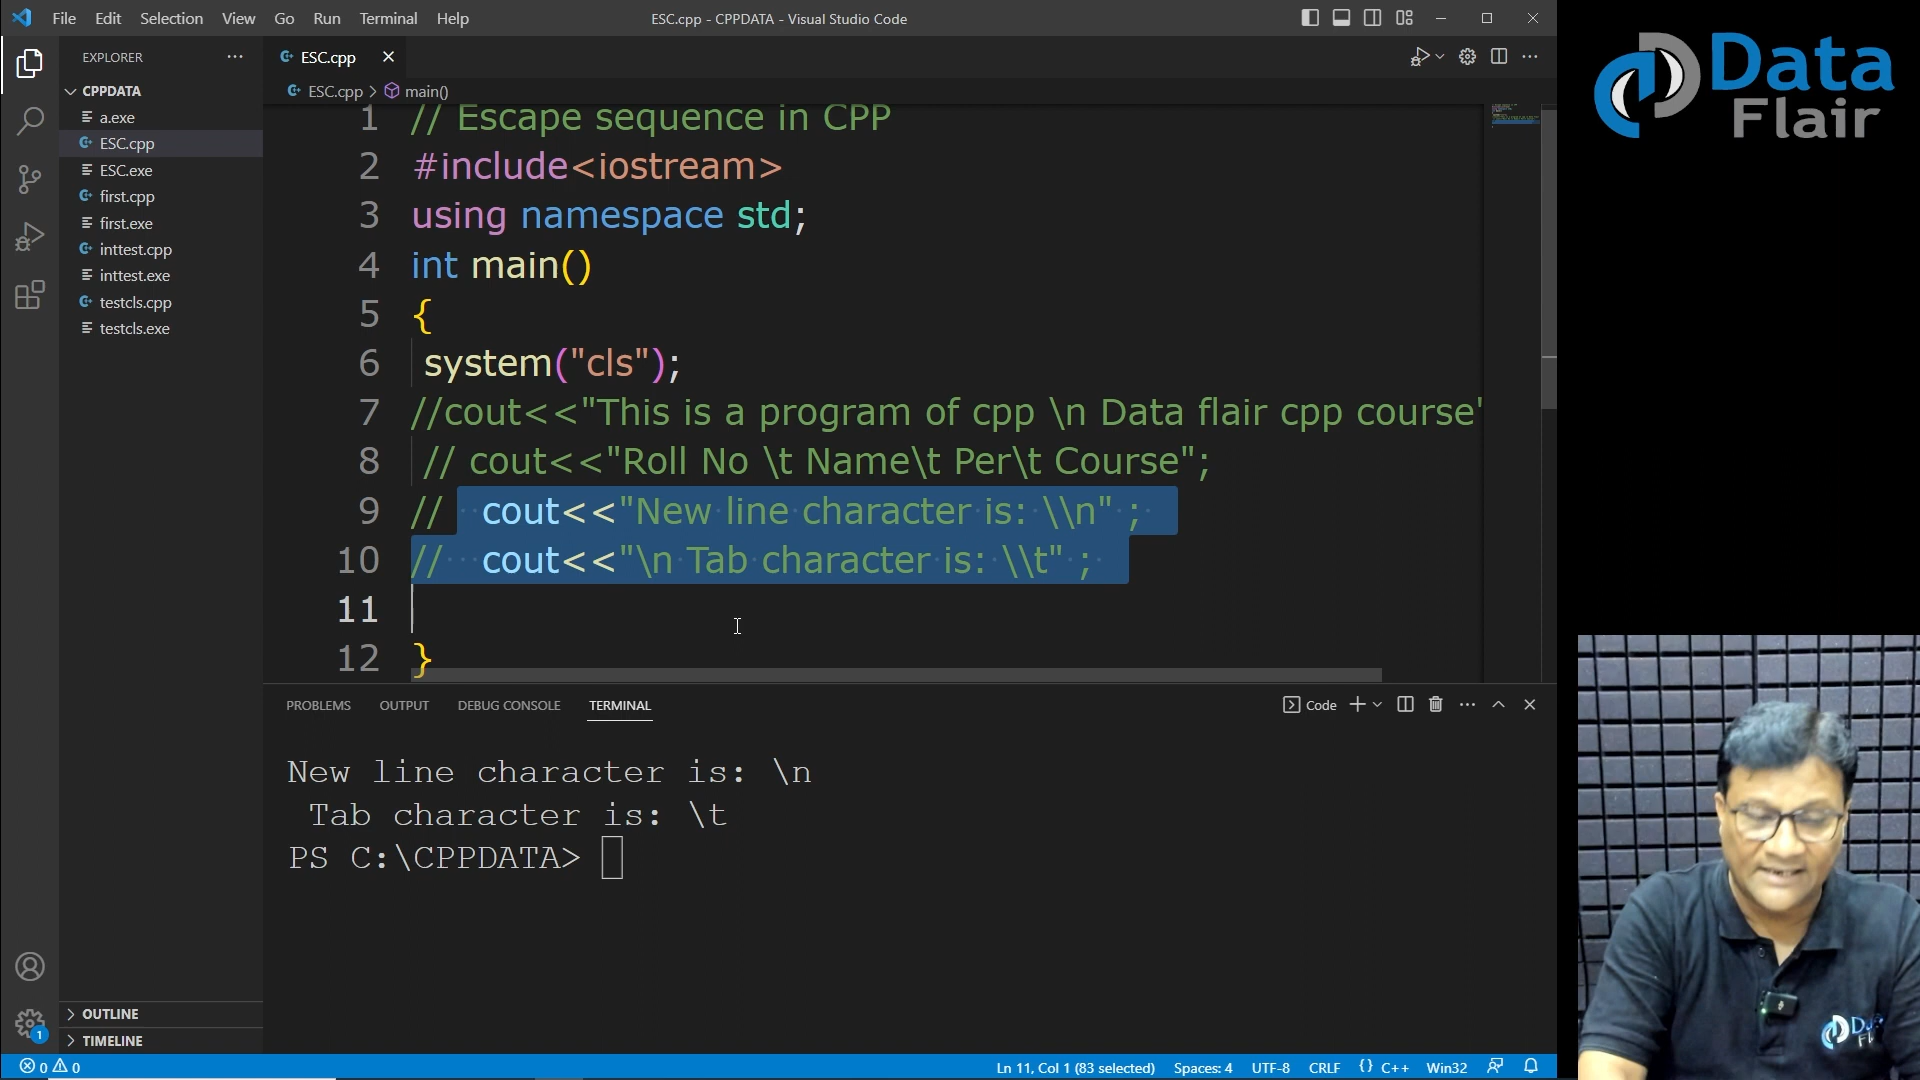 File Edit Selection View Go Run Terminal Help
ESC.cpp - CPPDATA - Visual Studio Code
EXPLORER
CPPDATA
a.exe
ESC.cpp
ESC.exe
first.cpp
first.exe
inttest.cpp
inttest.exe
testcls.cpp
testcls.exe
OUTLINE
TIMELINE
ESC.cpp
ESC.cpp > main()
1 // Escape sequence in CPP
2 #include<iostream>
3 using namespace std;
4 int main()
5 {
6 system("cls");
7 //cout<<"This is a program of cpp \n Data flair cpp course"
8 // cout<<"Roll No \t Name\t Per\t Course";
9 // cout<<"New line character is: \\n" ;
10 // cout<<"\n Tab character is: \\t" ;
11
12 }
PROBLEMS OUTPUT DEBUG CONSOLE TERMINAL
Code
New line character is: \n
Tab character is: \t
PS C:\CPPDATA>
1
0 0
Ln 11, Col 1 (83 selected) Spaces: 4 UTF-8 CRLF {} C++ Win32
Data
Flair